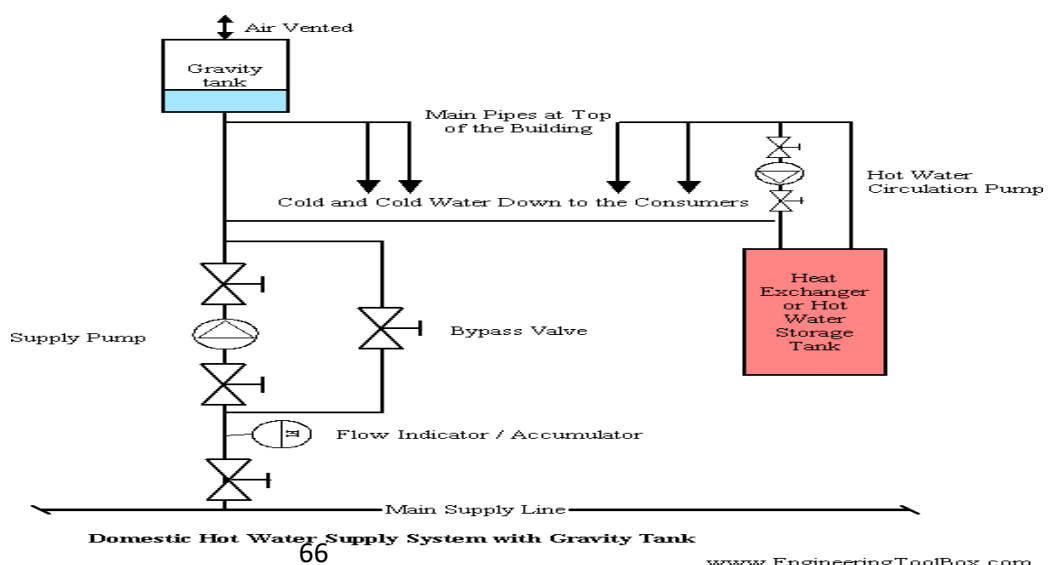 Air Vented
Gravity
tank
Main Pipes at Top
of the Building
Hot Water
Circulation Pump
Cold and Cold Water Down to the Consumers
Heat
Exchanger
or Hot
Water
Storage
Tank
Supply Pump
Bypass Valve
Flow Indicator / Accumulator
Main Supply Line
Domestic Hot Water Supply System with Gravity Tank
66
www.EngineeringToolBox.com